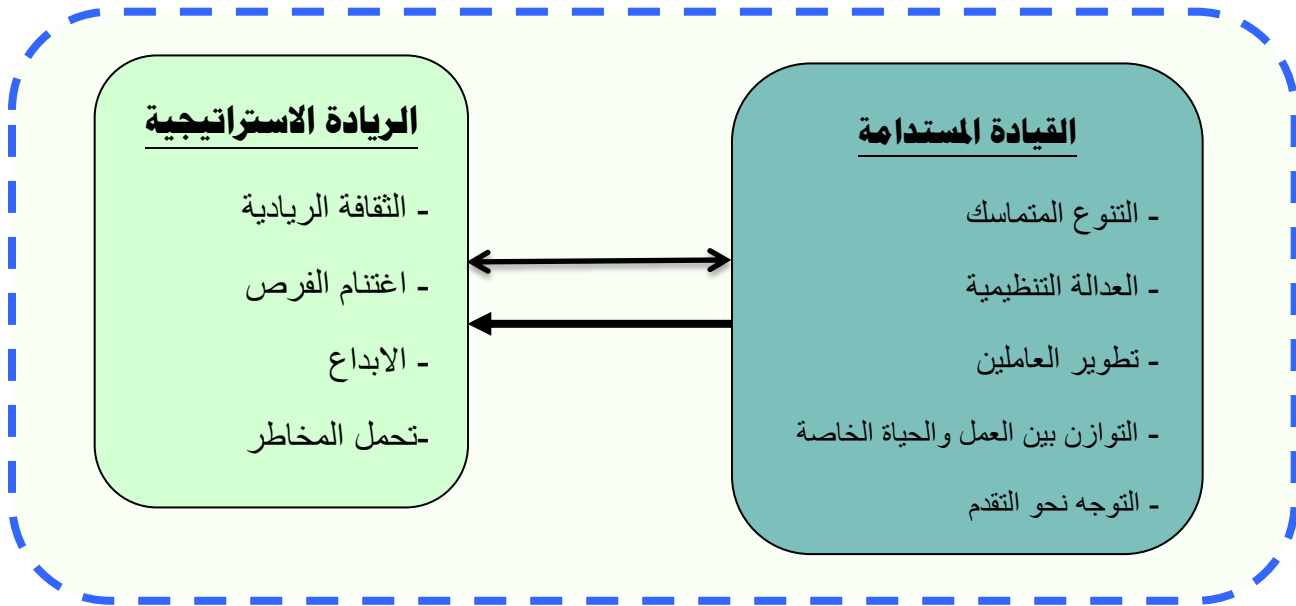 القيادة المستدامة
- التنوع المتماسك
- العدالة التنظيمية
- تطوير العاملين
- التوازن بين العمل والحياة الخاصة
- التوجه نحو التقدم
الريادة الاستراتيجية
- الثقافة الريادية
- اغتنام الفرص
- الابداع
-تحمل المخاطر